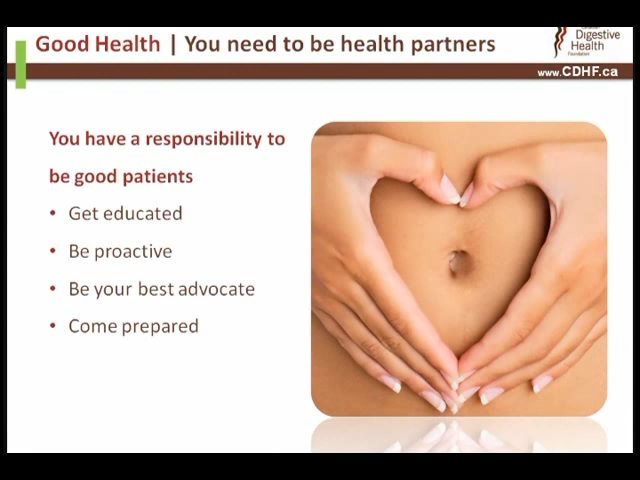 Good Health | You need to be health partners
Digestive
Health
Foundation
www.CDHF.ca
You have a responsibility to
be good patients
• Get educated
• Be proactive
• Be your best advocate
• Come prepared